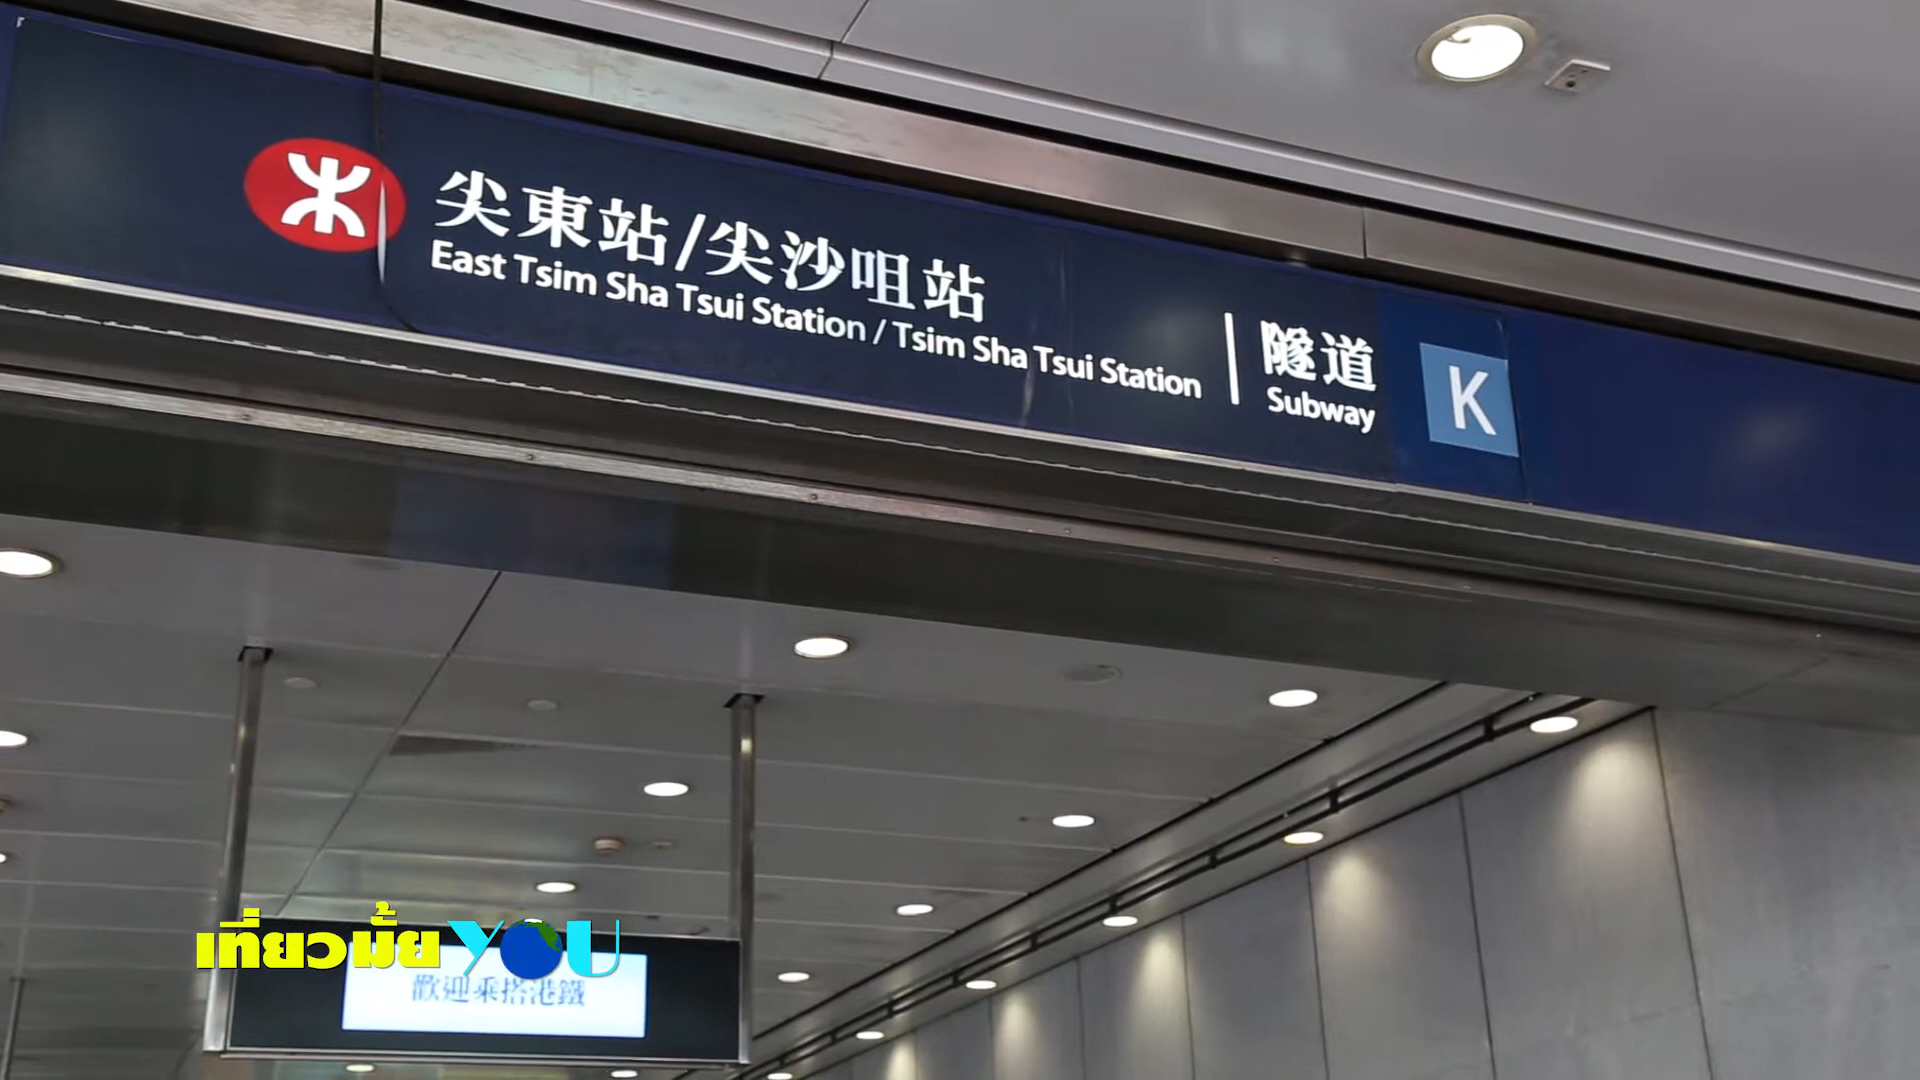 尖東站/尖沙咀站
East Tsim Sha Tsui Station / Tsim Sha Tsui Station
隧道
Subway
K
เที่ยวมั้ย YOU
歡迎乘搭港鐵